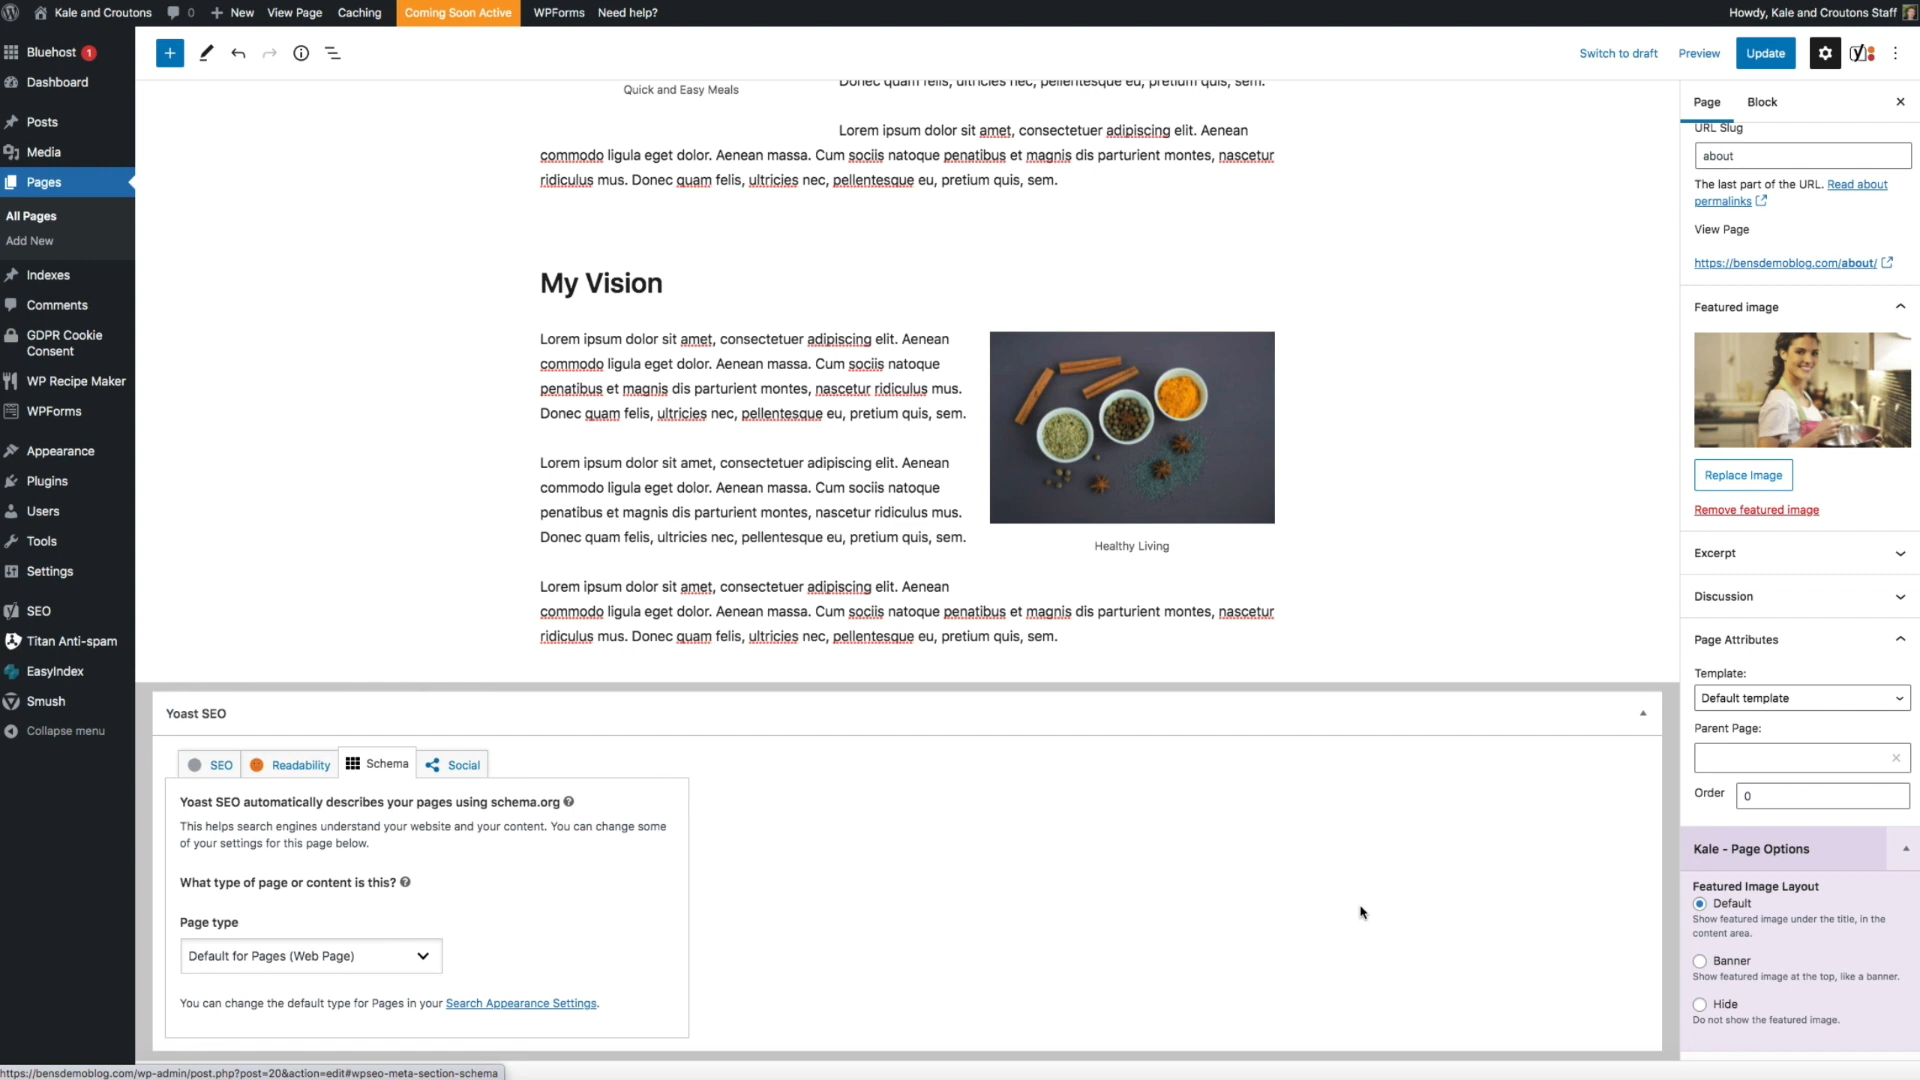 Kale and Croutons
0
New
View Page
Caching
Coming Soon Active
WPForms
Need help?
Howdy, Kale and Croutons Staff
Bluehost 1
Dashboard
Posts
Media
Pages
All Pages
Add New
Indexes
Comments
GDPR Cookie
Consent
WP Recipe Maker
WPForms
Appearance
Plugins
Users
Tools
Settings
SEO
Titan Anti-spam
EasyIndex
Smush
Collapse menu
Switch to draft
Preview
Update
Donec quam felis, ultricies nec, pellentesque eu, pretium quis, sem.
Quick and Easy Meals
Lorem ipsum dolor sit amet, consectetuer adipiscing elit. Aenean
commodo ligula eget dolor. Aenean massa. Cum sociis natoque penatibus et magnis dis parturient montes, nascetur
ridiculus mus. Donec quam felis, ultricies nec, pellentesque eu, pretium quis, sem.
My Vision
Lorem ipsum dolor sit amet, consectetuer adipiscing elit. Aenean
commodo ligula eget dolor. Aenean massa. Cum sociis natoque
penatibus et magnis dis parturient montes, nascetur ridiculus mus.
Donec quam felis, ultricies nec, pellentesque eu, pretium quis, sem.
Lorem ipsum dolor sit amet, consectetuer adipiscing elit. Aenean
commodo ligula eget dolor. Aenean massa. Cum sociis natoque
penatibus et magnis dis parturient montes, nascetur ridiculus mus.
Donec quam felis, ultricies nec, pellentesque eu, pretium quis, sem.
Healthy Living
Lorem ipsum dolor sit amet, consectetuer adipiscing elit. Aenean
commodo ligula eget dolor. Aenean massa. Cum sociis natoque penatibus et magnis dis parturient montes, nascetur
ridiculus mus. Donec quam felis, ultricies nec, pellentesque eu, pretium quis, sem.
Yoast SEO
SEO
Readability
Schema
Social
Yoast SEO automatically describes your pages using schema.org
This helps search engines understand your website and your content. You can change some
of your settings for this page below.
What type of page or content is this?
Page type
Default for Pages (Web Page)
You can change the default type for Pages in your Search Appearance Settings.
Page
Block
URL Slug
about
The last part of the URL. Read about
permalinks
View Page
https://bensdemoblog.com/about/
Featured image
Replace Image
Remove featured image
Excerpt
Discussion
Page Attributes
Template:
Default template
Parent Page:
Order
0
Kale - Page Options
Featured Image Layout
Default
Show featured image under the title, in the
content area.
Banner
Show featured image at the top, like a banner.
Hide
Do not show the featured image.
https://bensdemoblog.com/wp-admin/post.php?post=20&action=edit#wpseo-meta-section-schema